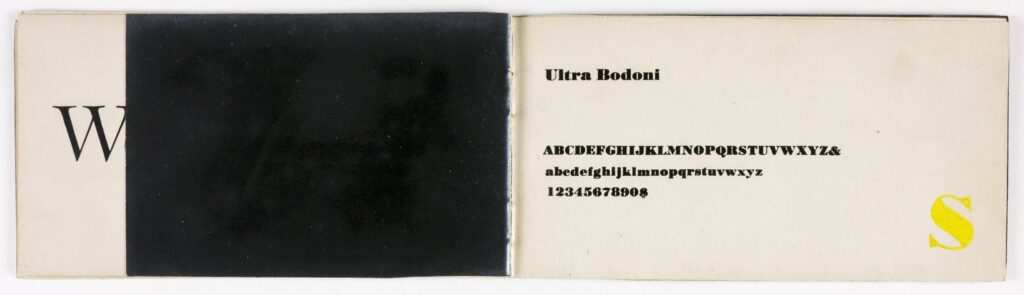 W
Ultra Bodoni
ABCDEFGHIJKLMNOPQRSTUVWXYZ&
abcdefghijklmnopqrstuvwxyz
1234567890$
S